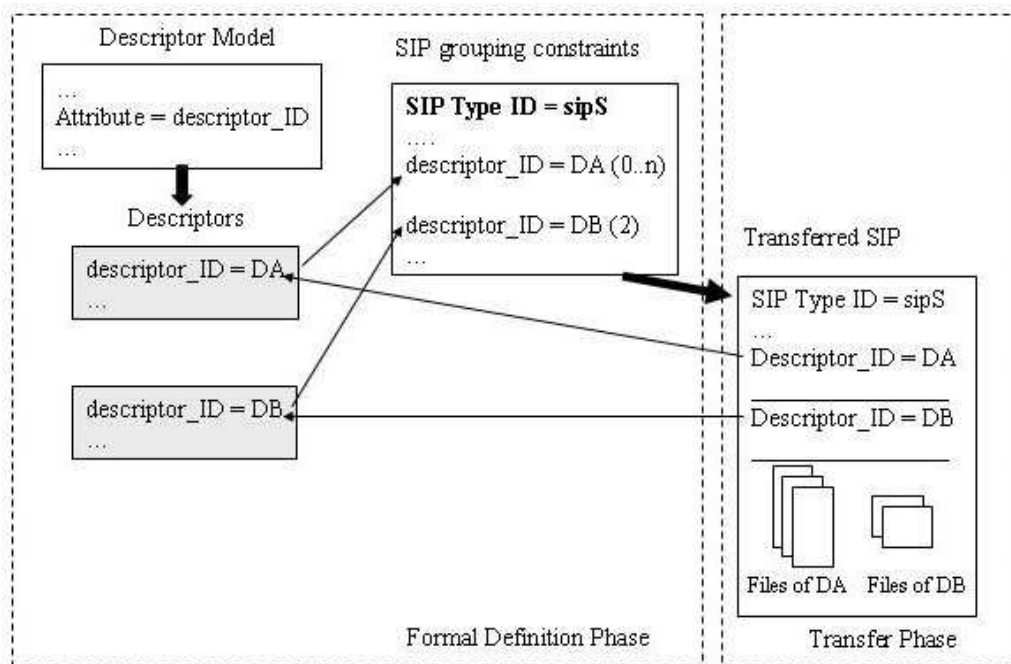 Descriptor Model
…
Attribute = descriptor_ID
…
Descriptors
descriptor_ID = DA
…
descriptor_ID = DB
…
SIP grouping constraints
SIP Type ID = sipS
….
descriptor_ID = DA (0..n)
descriptor_ID = DB (2)
…
Formal Definition Phase
Transferred SIP
SIP Type ID = sipS
…
Descriptor_ID = DA
Descriptor_ID = DB
Files of DA
Files of DB
Transfer Phase